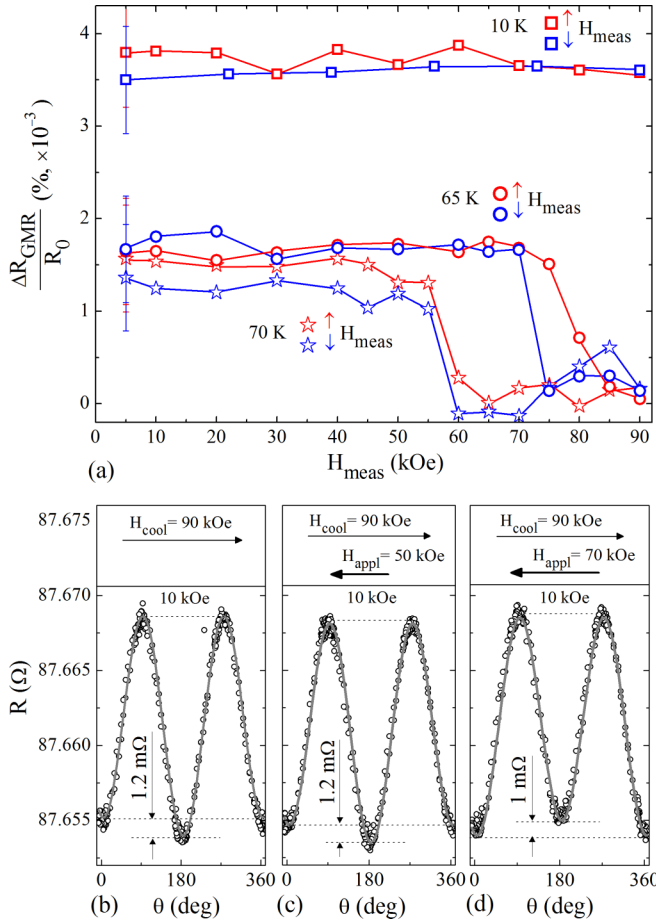 10 K ↑ H_meas
↓
65 K ↑ H_meas
↓
70 K ↑ H_meas
↓
ΔR_GMR / R_0 (%, ×10⁻³)
4
3
2
1
0
0 10 20 30 40 50 60 70 80 90
H_meas (kOe)
(a)
87.675
87.670
87.665
87.660
87.655
R (Ω)
H_cool= 90 kOe
10 kOe
1.2 mΩ
0 180 360
(b) θ (deg)
H_cool= 90 kOe
H_appl= 50 kOe
10 kOe
1.2 mΩ
0 180 360
(c) θ (deg)
H_cool= 90 kOe
H_appl= 70 kOe
10 kOe
1 mΩ
0 180 360
(d) θ (deg)